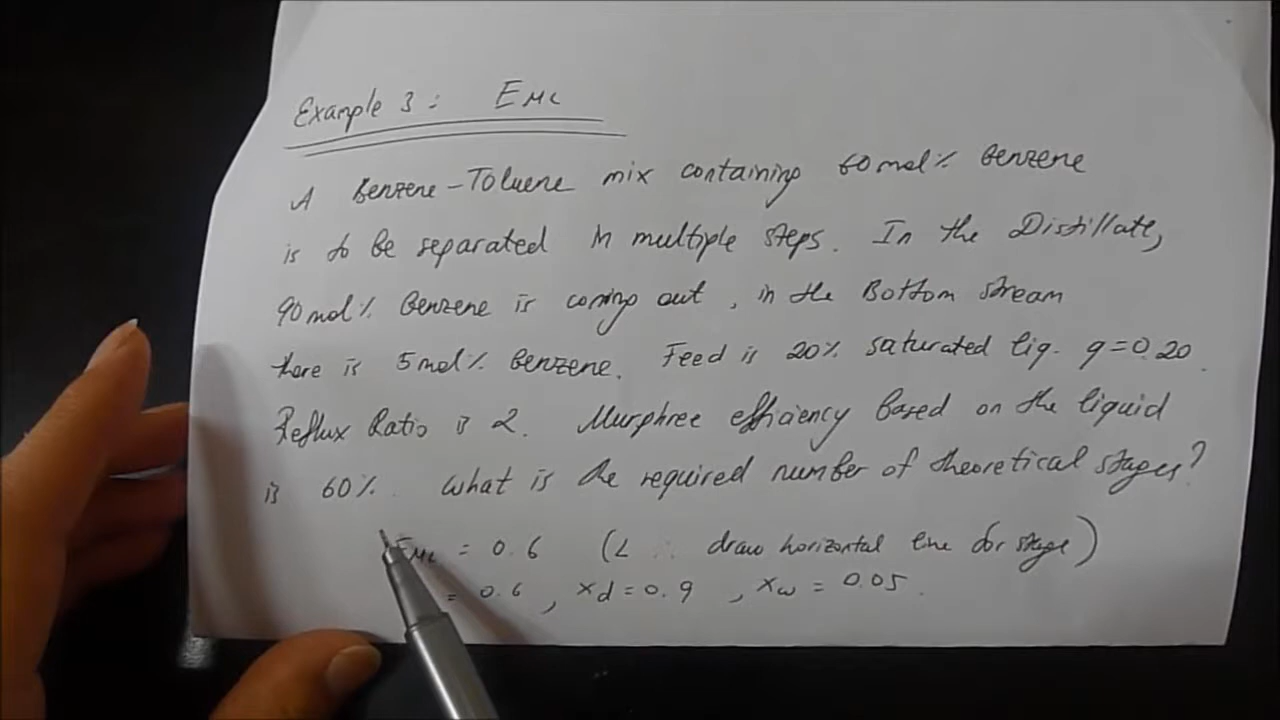 Example 3 : EML
A Benzene-Toluene mix containing 60 mol% Benzene
is to be separated in multiple steps. In the Distillate,
90 mol% Benzene is coming out, in the Bottom stream
there is 5 mol% Benzene. Feed is 20% saturated liq. q=0.20
Reflux Ratio is 2. Murphree efficiency based on the liquid
is 60%. What is the required number of theoretical stages?
EML = 0.6 (L ∴ draw horizontal line for stage)
= 0.6 , xd = 0.9 , xw = 0.05.